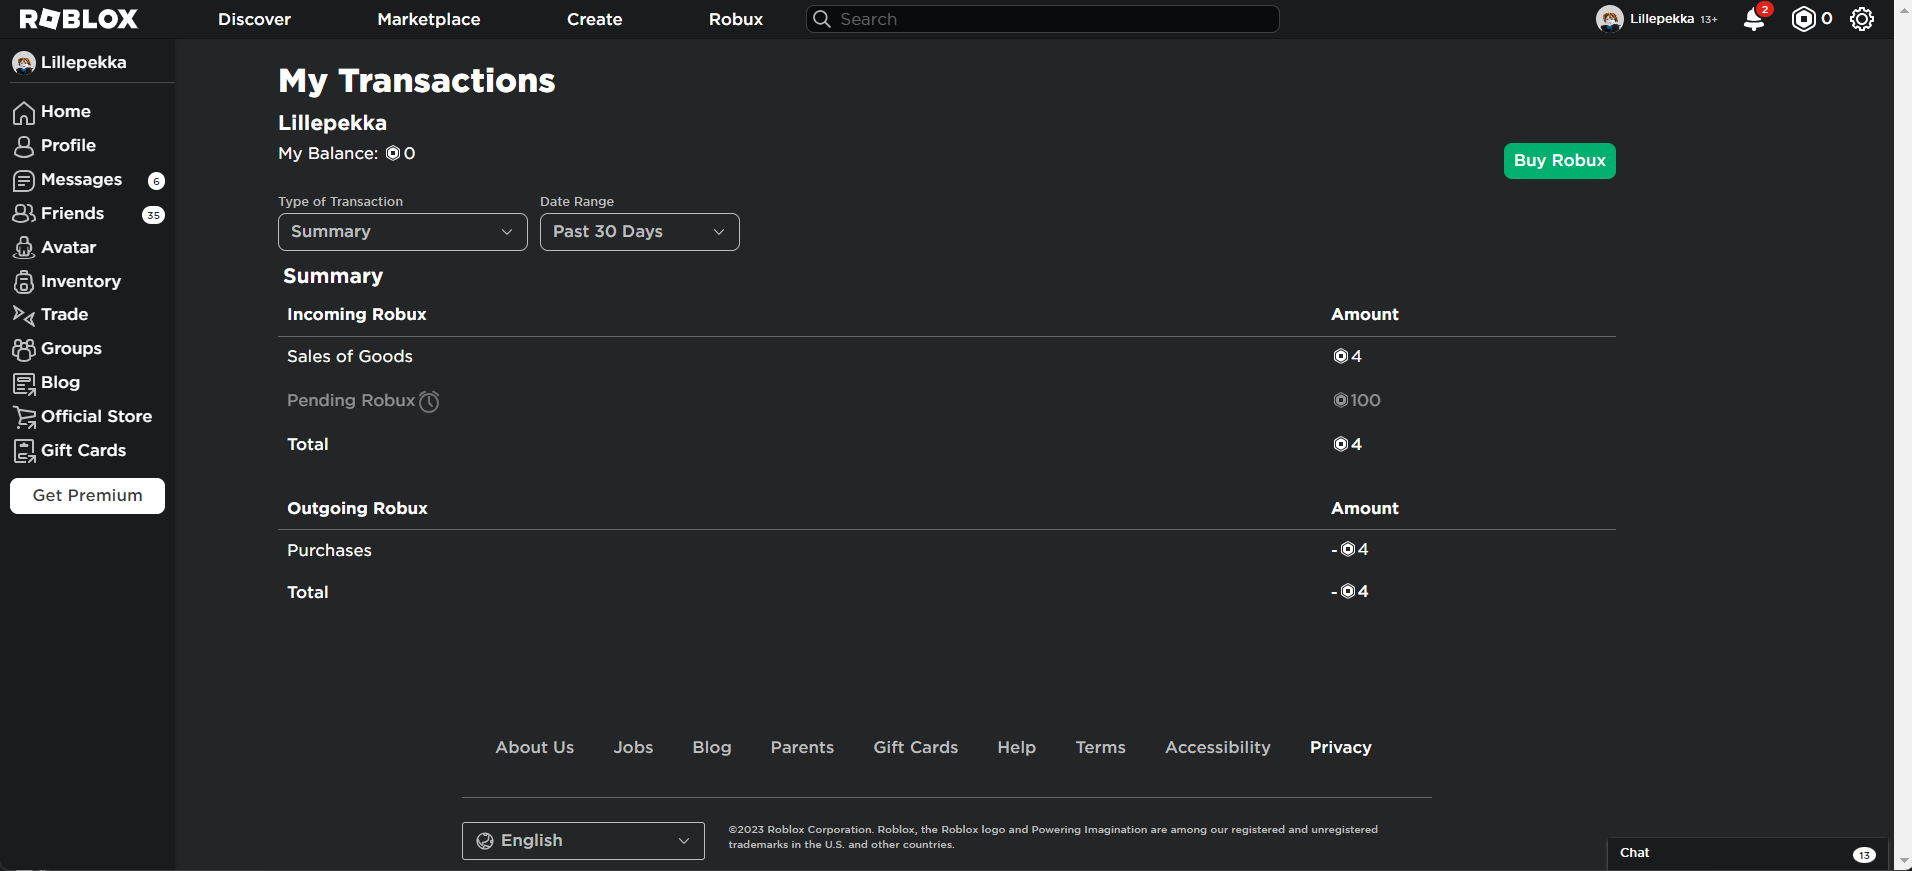 ROBLOX Discover Marketplace Create Robux Search Lillepekka 13+ 2 0
Lillepekka
Home
Profile
Messages 6
Friends 35
Avatar
Inventory
Trade
Groups
Blog
Official Store
Gift Cards
Get Premium
My Transactions
Lillepekka
My Balance: 0
Buy Robux
Type of Transaction Date Range
Summary Past 30 Days
Summary
Incoming Robux Amount
Sales of Goods 4
Pending Robux 100
Total 4
Outgoing Robux Amount
Purchases -4
Total -4
About Us Jobs Blog Parents Gift Cards Help Terms Accessibility Privacy
English
©2023 Roblox Corporation. Roblox, the Roblox logo and Powering Imagination are among our registered and unregistered
trademarks in the U.S. and other countries.
Chat 13